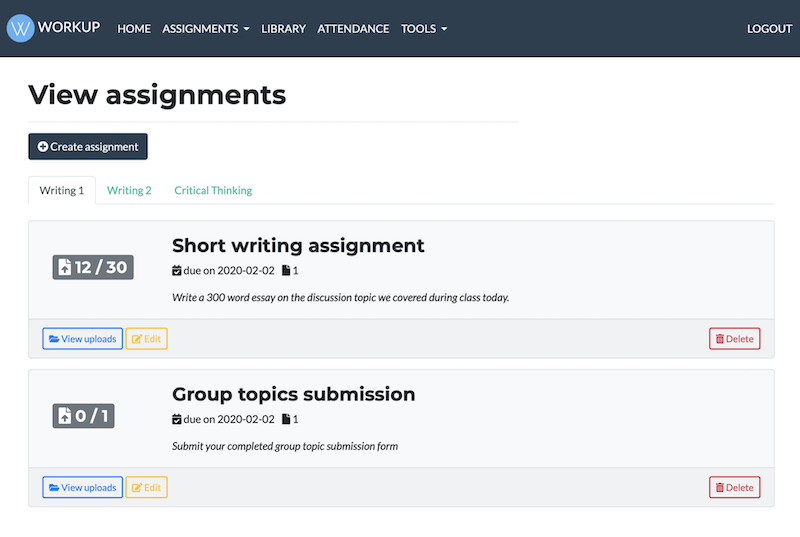 W WORKUP HOME ASSIGNMENTS LIBRARY ATTENDANCE TOOLS LOGOUT
View assignments
Create assignment
Writing 1 Writing 2 Critical Thinking
Short writing assignment
12 / 30
due on 2020-02-02 1
Write a 300 word essay on the discussion topic we covered during class today.
View uploads Edit Delete
Group topics submission
0 / 1
due on 2020-02-02 1
Submit your completed group topic submission form
View uploads Edit Delete